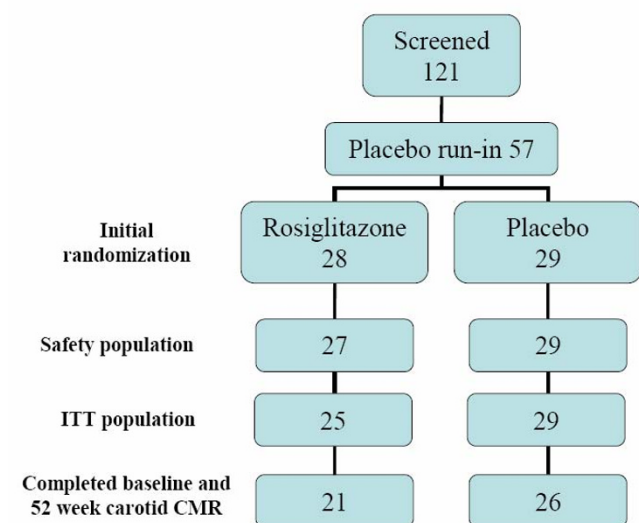 Screened
121
Placebo run-in 57
Initial
randomization
Rosiglitazone
28
Placebo
29
Safety population
27
29
ITT population
25
29
Completed baseline and
52 week carotid CMR
21
26